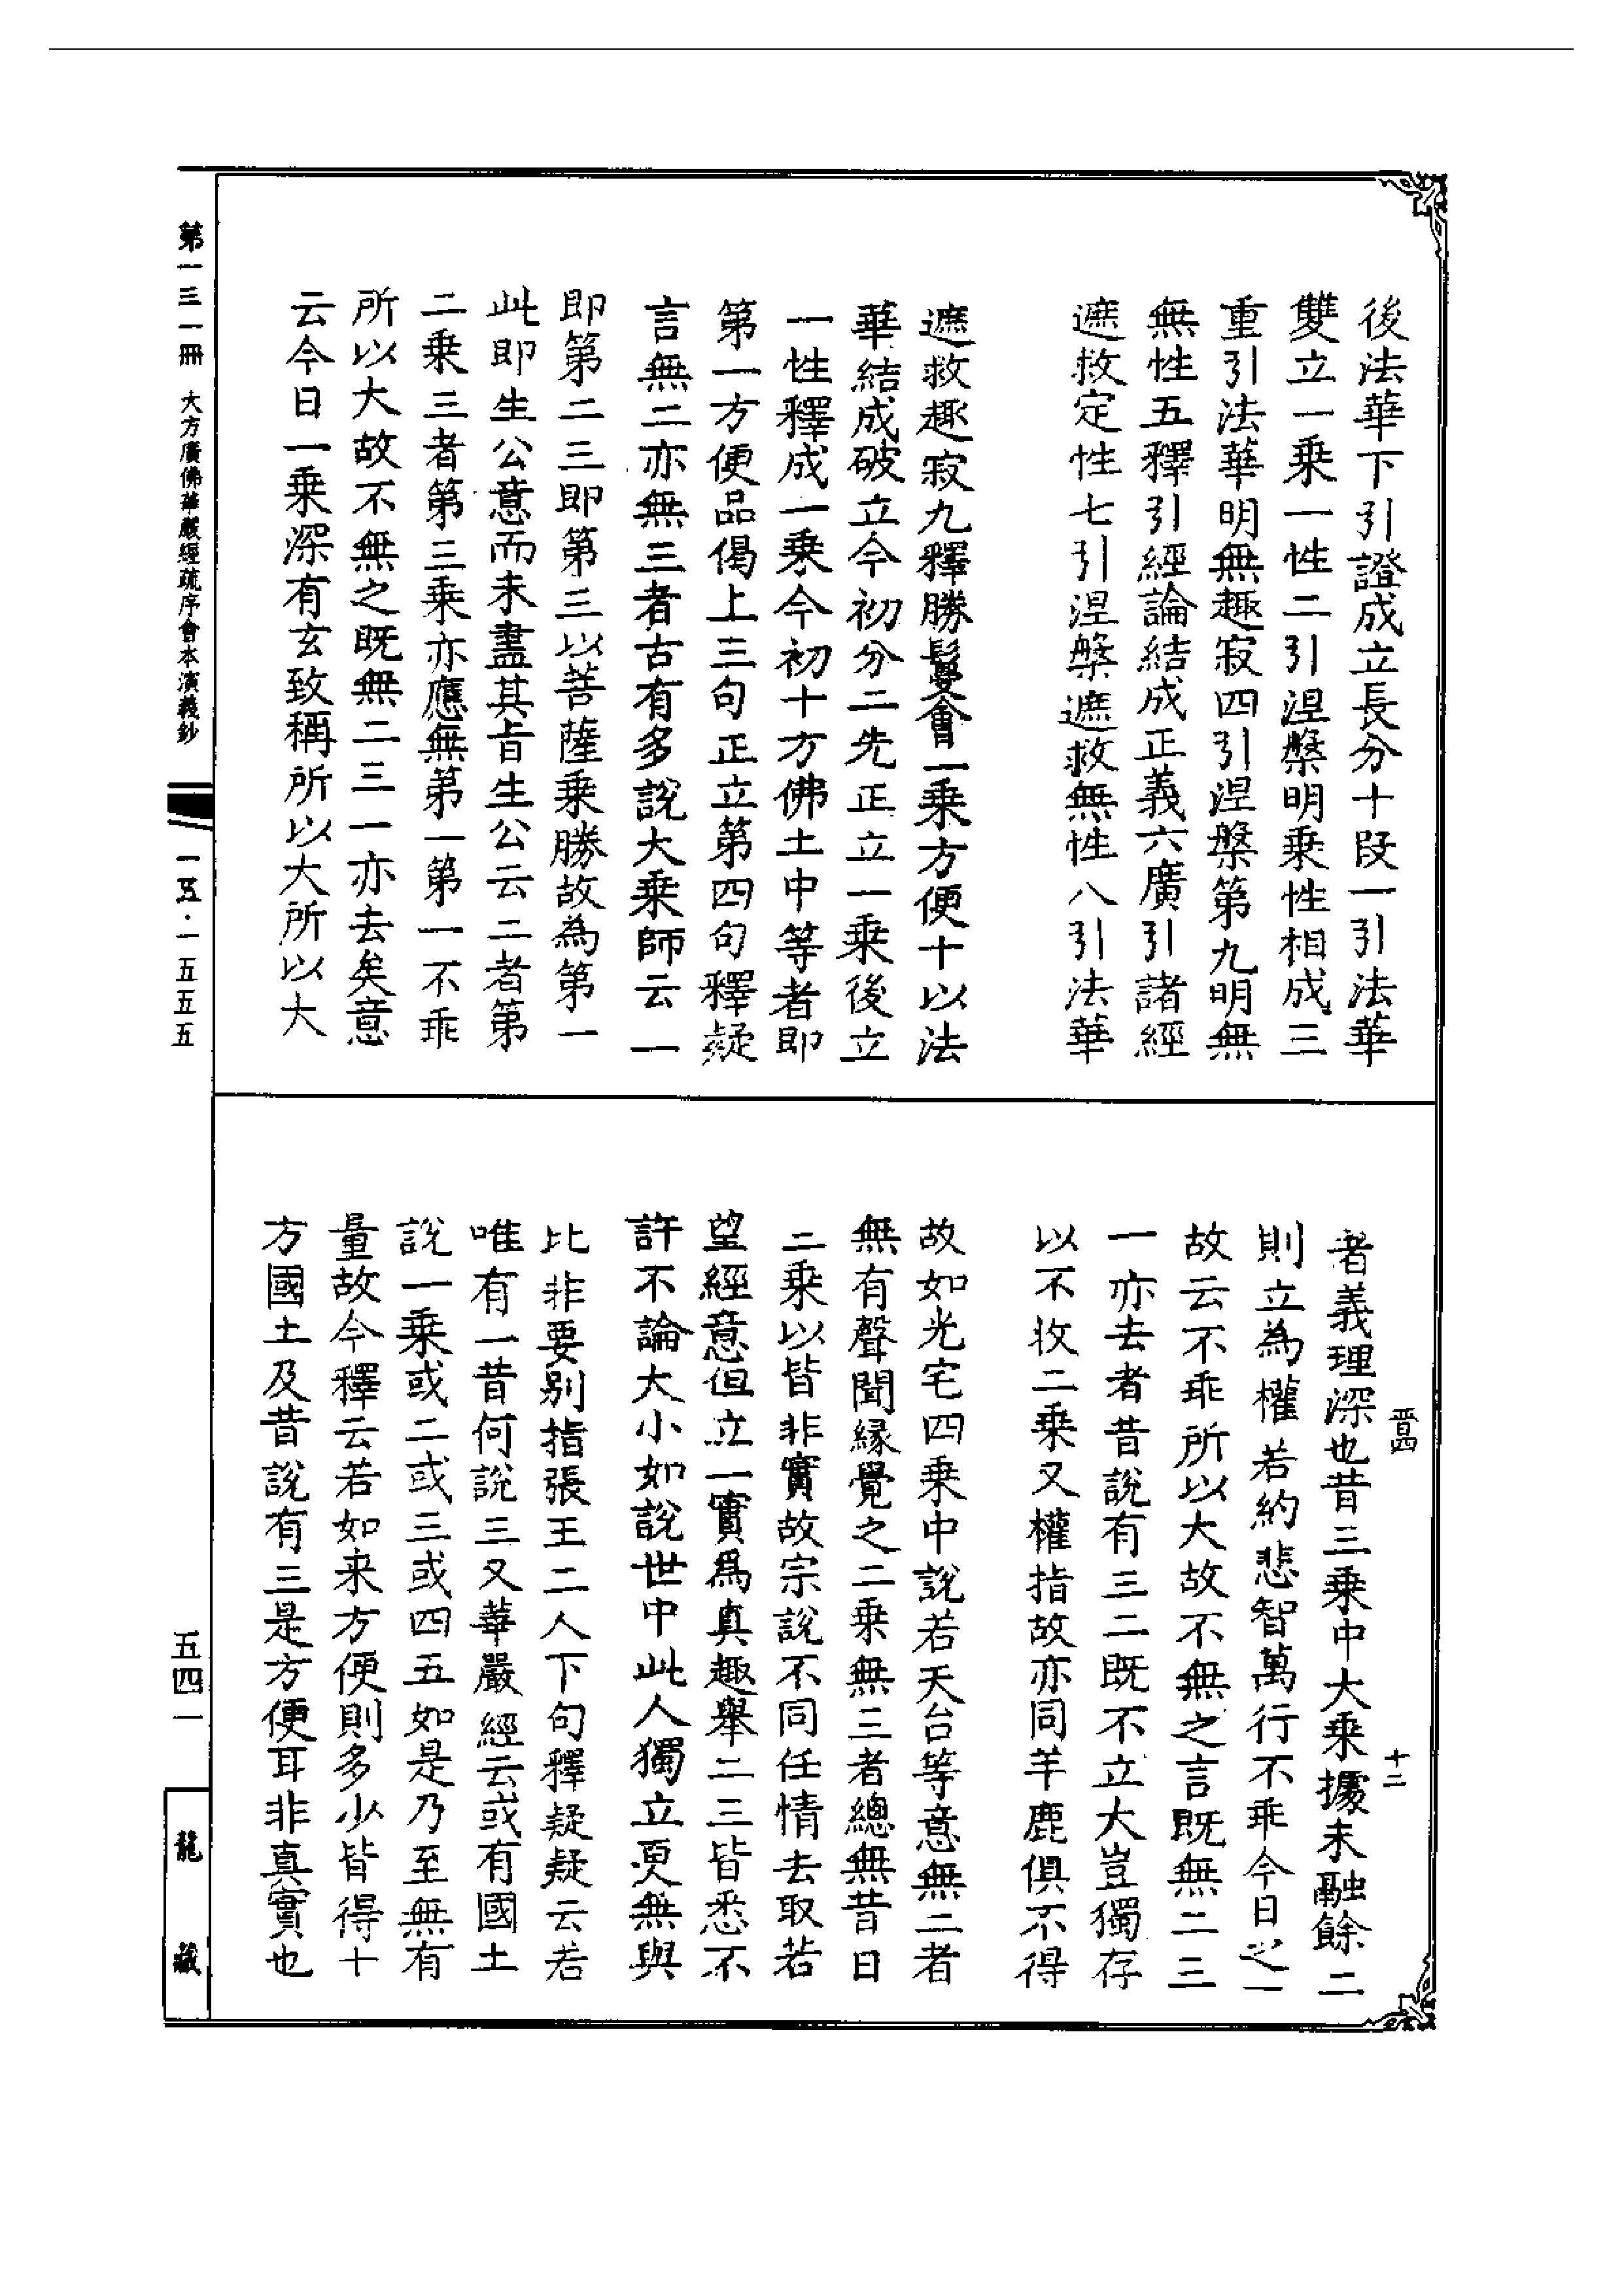 後法華下引證成立長分十段一引法華
雙立一乗一性二引涅槃明乗性相成三
重引法華明無趣寂四引涅槃第九明無
無性五釋引經論結成正義六廣引諸經
遮救定性七引涅槃遮救無性八引法華
遮救趣寂九釋勝鬘會一乗方便十以法
華結成破立今初分二先正立一乗後立
一性釋成一乗今初十方佛土中等者即
第一方便品偈上三句正立第四句釋疑
言無二亦無三者古有多說大乗師云一
即第二三即第三以菩薩乗勝故為第一
此即生公意而未盡其旨生公云二者第
二乗三者第三乗亦應無第一第一不乖
所以大故不無之既無二三一亦去矣意
云今日一乗深有玄致稱所以大所以大
者義理深也昔三乗中大乗據未融餘二
則立為權若約悲智萬行不乖今日之一
故云不乖所以大故不無之言既無二三
一亦去者昔說有三二既不立大豈獨存
以不收二乗又權指故亦同羊鹿俱不得
故如光宅四乗中說若天台等意無二者
無有聲聞緣覺之二乗無三者總無昔日
三乗以皆非實故宗說不同任情去取若
望經意但立一實爲真趣舉二三皆悉不
許不論大小如說世中此人獨立更無與
比非要別指張王二人下句釋疑疑云若
唯有一昔何說三又華嚴經云或有國土
說一乗或二或三或四五如是乃至無有
量故今釋云若如来方便則多少皆得十
方國土及昔說有三是方便耳非真實也
晋四
十二
第一三一冊 大方廣佛華嚴經疏序會本演義鈔
一五五五
五四一
龍藏